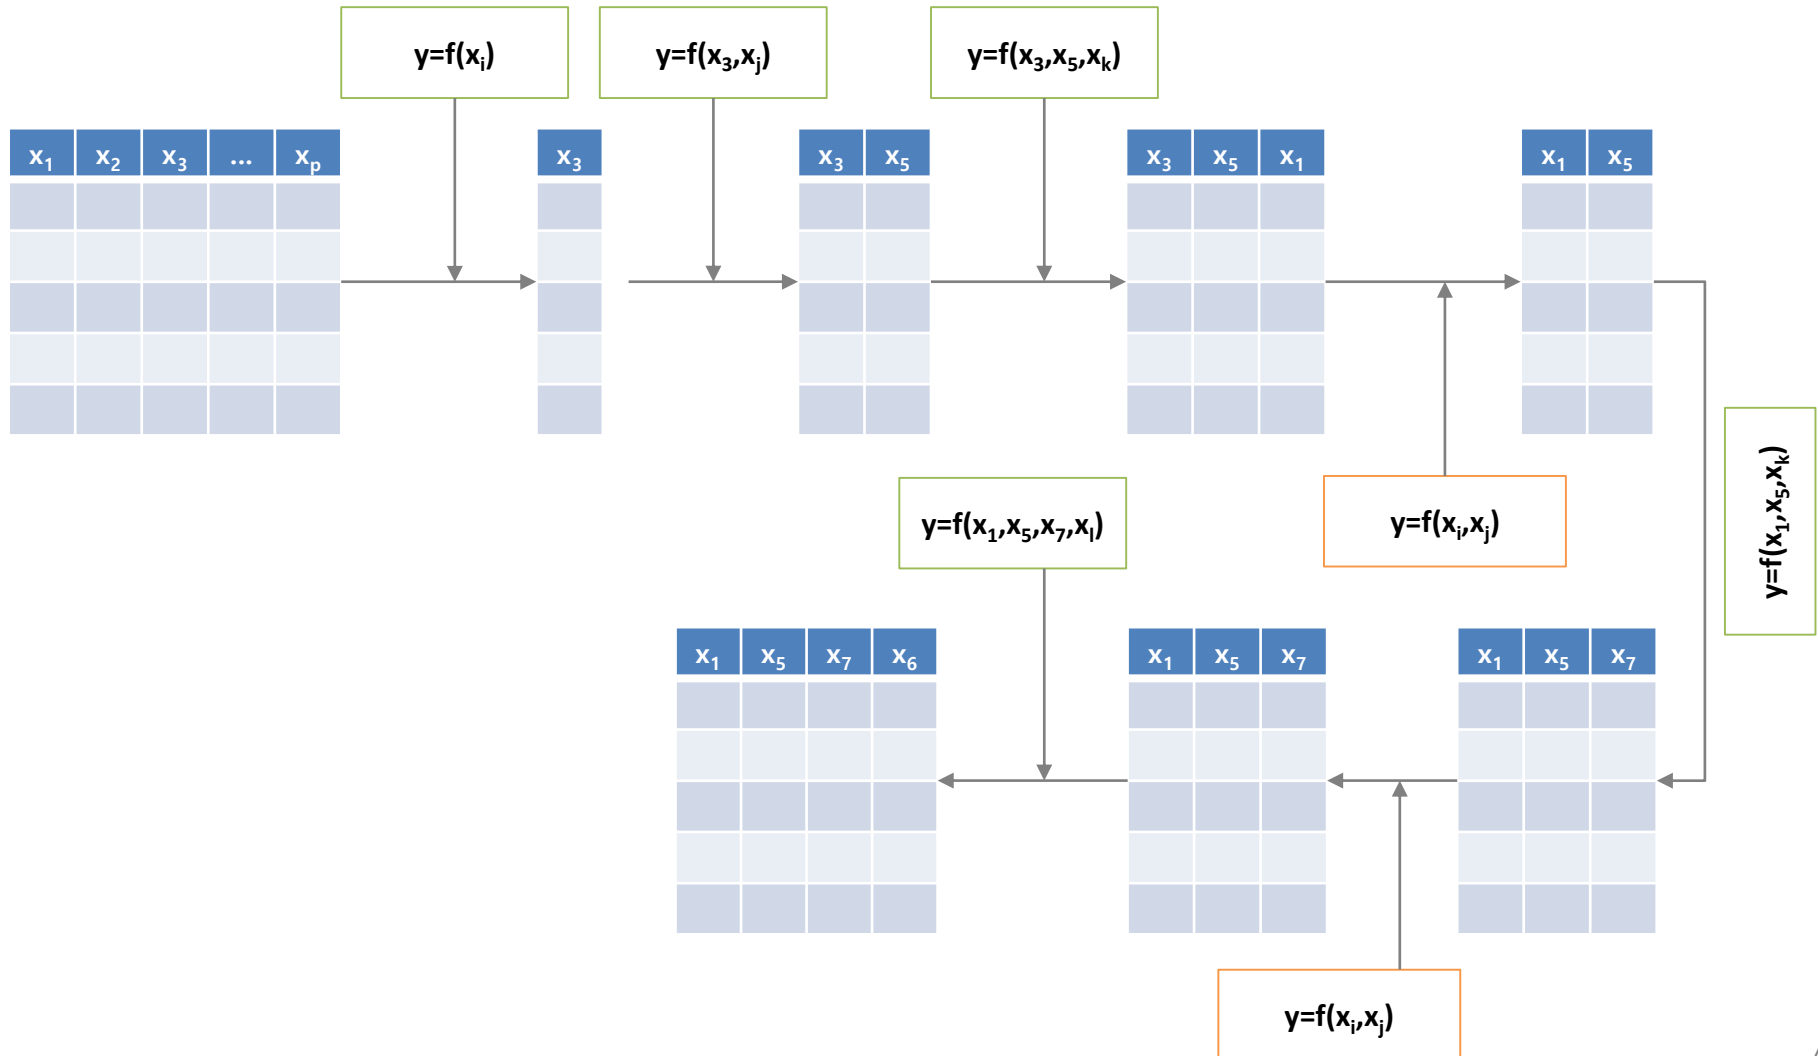 y=f(xᵢ)
y=f(x₃,xⱼ)
y=f(x₃,x₅,xₖ)
x₁ x₂ x₃ ... xₚ
x₃
x₃ x₅
x₃ x₅ x₁
x₁ x₅
y=f(xᵢ,xⱼ)
y=f(x₁,x₅,xₖ)
y=f(x₁,x₅,x₇,xₗ)
x₁ x₅ x₇ x₆
x₁ x₅ x₇
x₁ x₅ x₇
y=f(xᵢ,xⱼ)